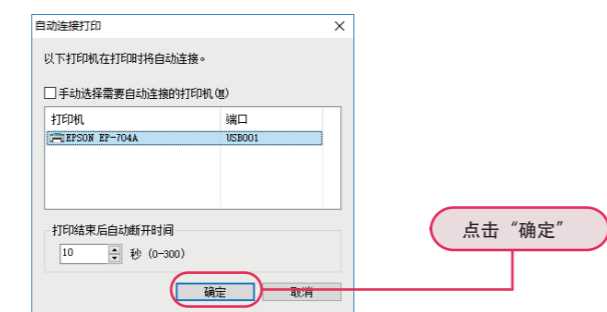 自动连接打印
以下打印机在打印时将自动连接。
手动选择需要自动连接的打印机(M)
打印机 端口
EPSON EP-704A USB001
打印结束后自动断开时间
10 秒 (0-300)
点击“确定”
确定 取消